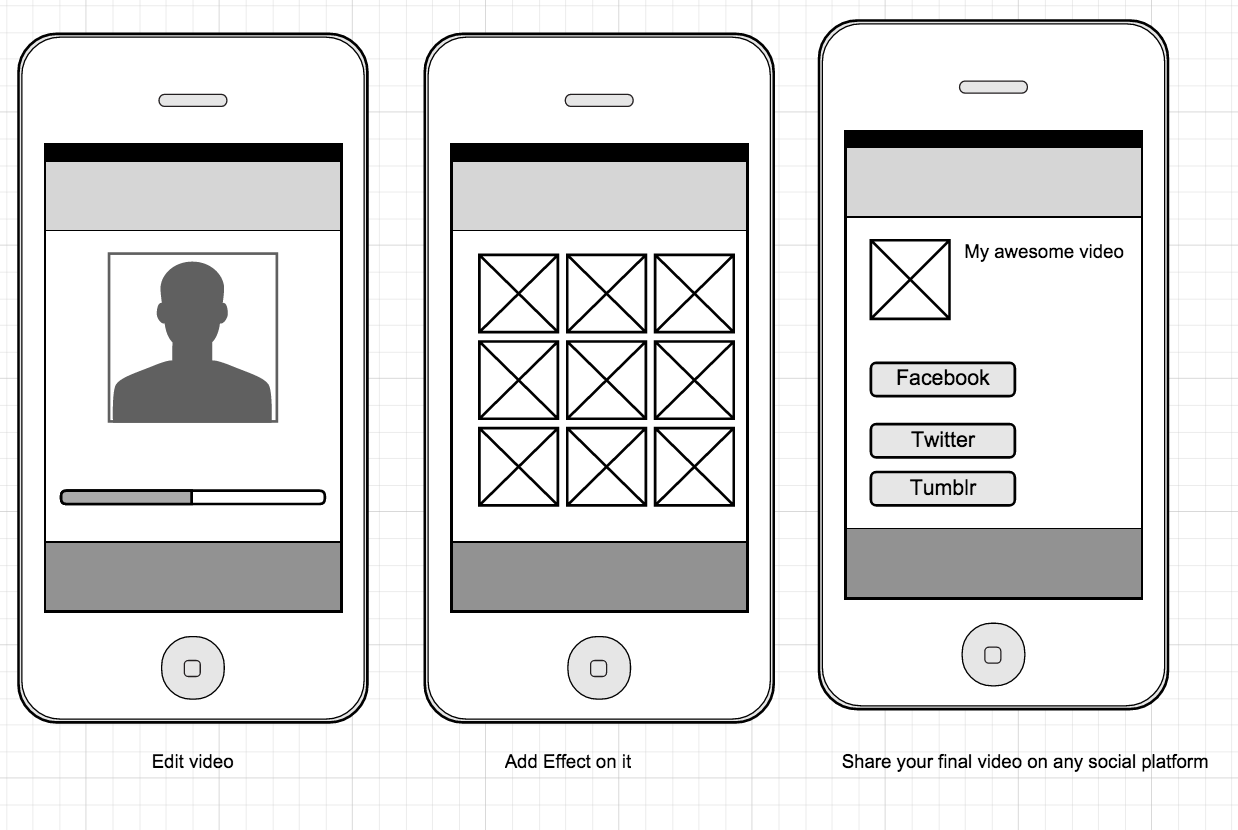 My awesome video
Facebook
Twitter
Tumblr
Edit video
Add Effect on it
Share your final video on any social platform